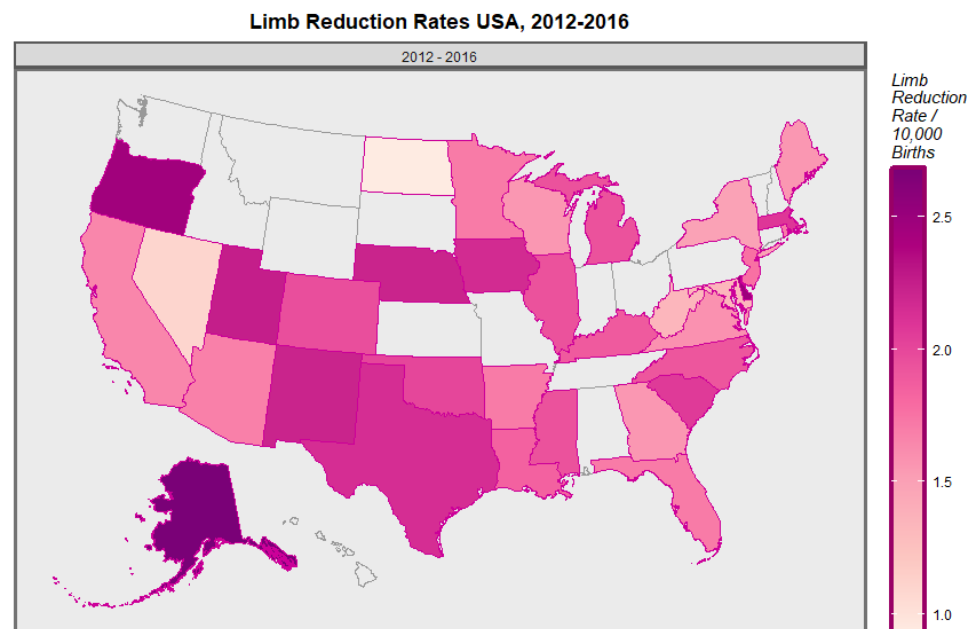 Limb Reduction Rates USA, 2012-2016
2012 - 2016
Limb
Reduction
Rate /
10,000
Births
2.5
2.0
1.5
1.0